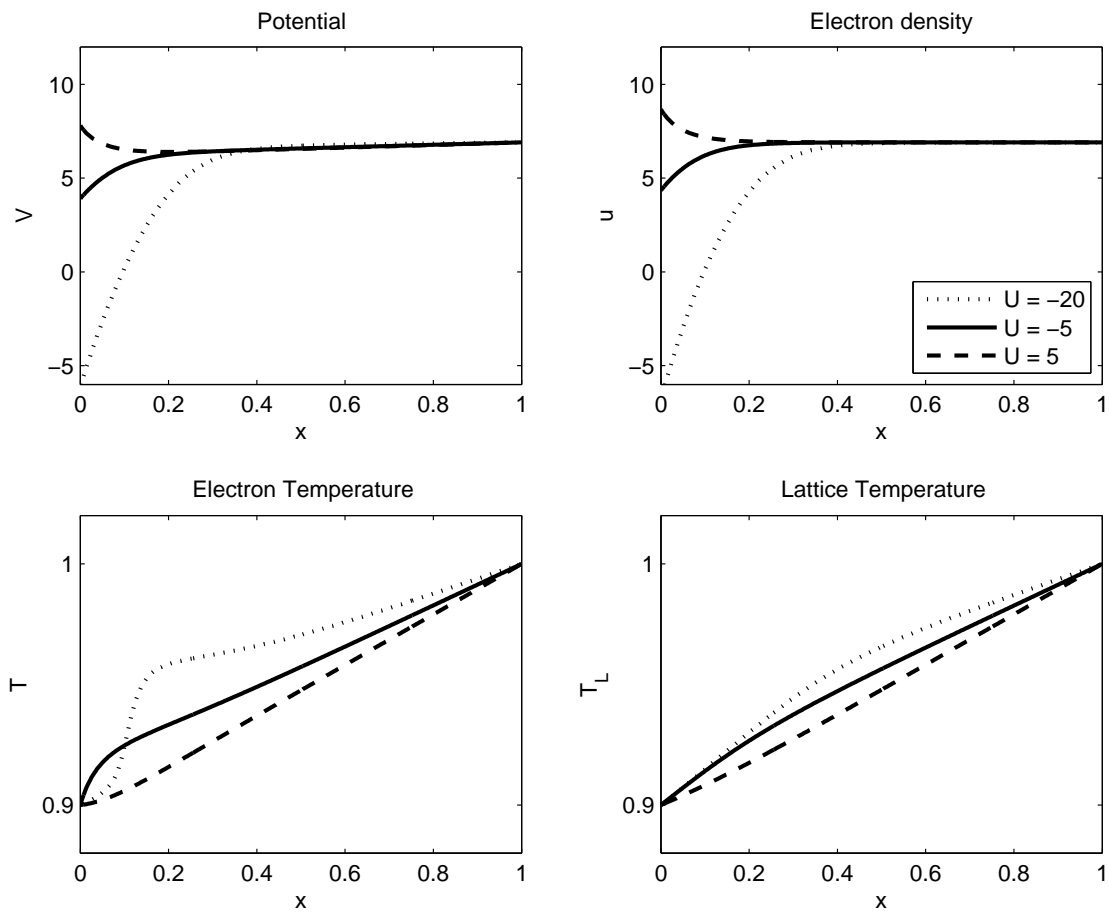 Potential
10
5
0
−5
V
0 0.2 0.4 0.6 0.8 1
x
Electron density
10
5
0
−5
u
U = −20
U = −5
U = 5
0 0.2 0.4 0.6 0.8 1
x
Electron Temperature
1
0.9
T
0 0.2 0.4 0.6 0.8 1
x
Lattice Temperature
1
0.9
T_L
0 0.2 0.4 0.6 0.8 1
x